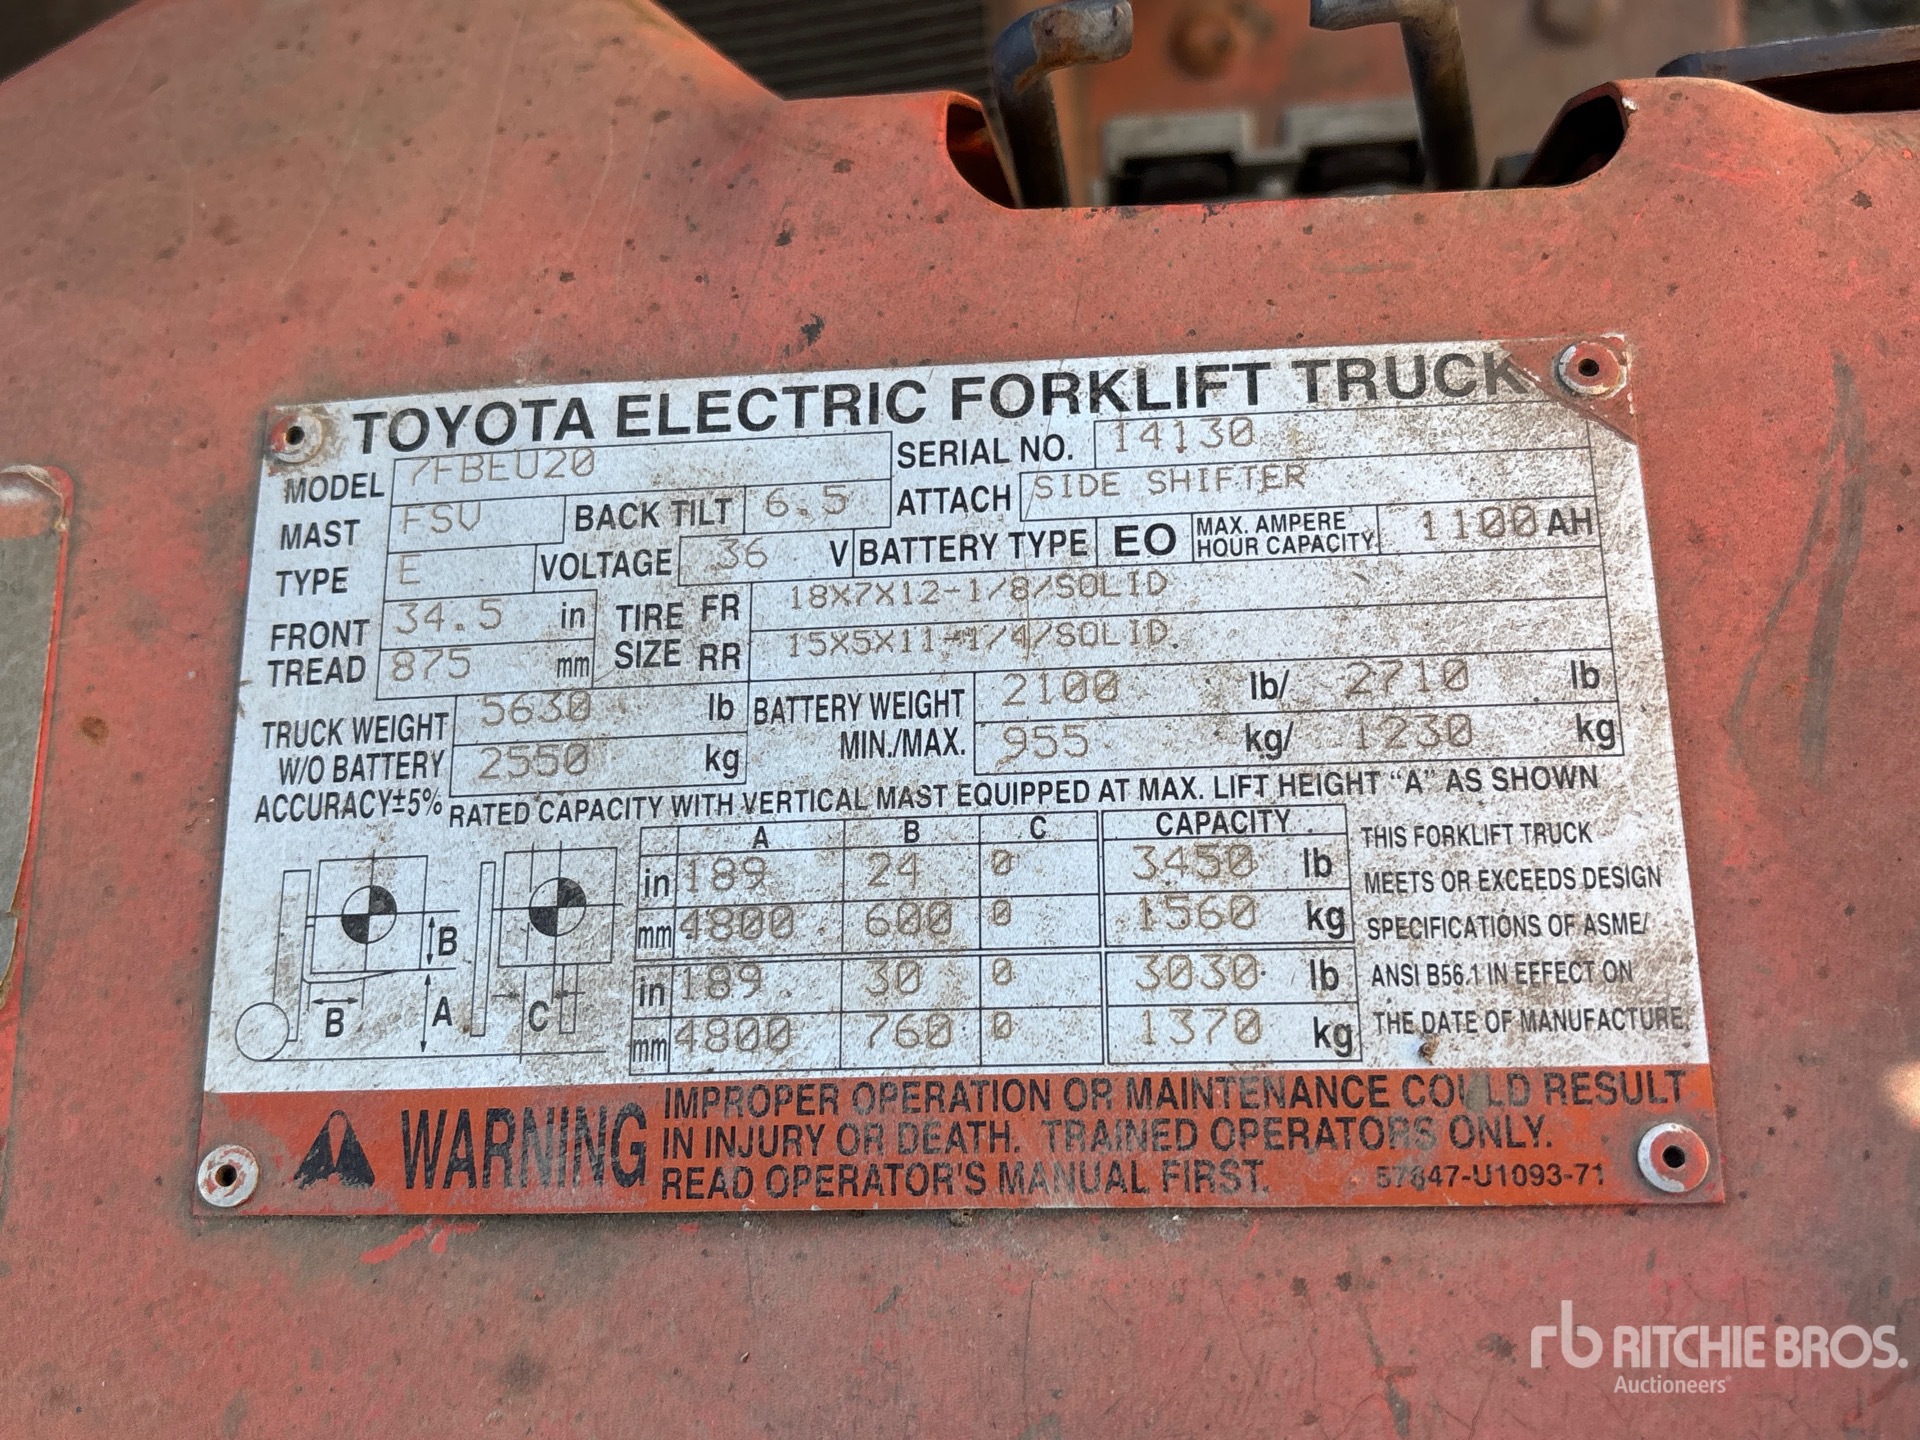 TOYOTA ELECTRIC FORKLIFT TRUCK
MODEL 7FBEU20 SERIAL NO. 14130
MAST FSV BACK TILT 6.5 ATTACH SIDE SHIFTER
TYPE E VOLTAGE 36 V BATTERY TYPE EO MAX. AMPERE HOUR CAPACITY 1100 AH
FRONT TREAD 34.5 in TIRE SIZE FR 18X7X12-1/8/SOLID
875 mm RR 15X5X11-1/4/SOLID
TRUCK WEIGHT W/O BATTERY ACCURACY±5% 5630 lb BATTERY WEIGHT MIN./MAX. 2100 lb/ 2710 lb
2550 kg 955 kg/ 1230 kg
RATED CAPACITY WITH VERTICAL MAST EQUIPPED AT MAX. LIFT HEIGHT “A” AS SHOWN
A B C CAPACITY
in 189 24 0 3450 lb
mm 4800 600 0 1560 kg
in 189 30 0 3030 lb
mm 4800 760 0 1370 kg
B
B A C
THIS FORKLIFT TRUCK
MEETS OR EXCEEDS DESIGN
SPECIFICATIONS OF ASME/
ANSI B56.1 IN EFFECT ON
THE DATE OF MANUFACTURE.
WARNING
IMPROPER OPERATION OR MAINTENANCE COULD RESULT
IN INJURY OR DEATH. TRAINED OPERATORS ONLY.
READ OPERATOR'S MANUAL FIRST. 57847-U1093-71
rb RITCHIE BROS.
Auctioneers